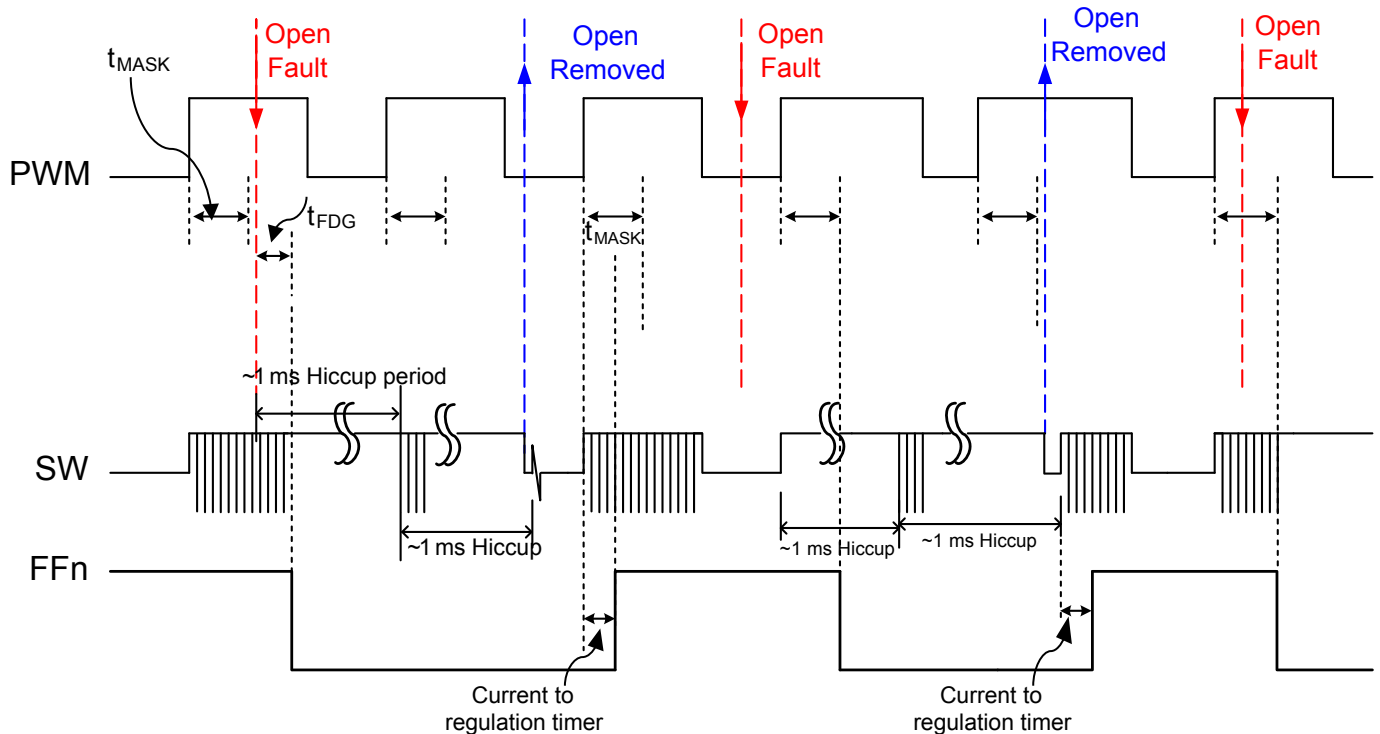 Open
Fault
Open
Removed
Open
Fault
Open
Removed
Open
Fault
tMASK
PWM
tFDG
tMASK
~1 ms Hiccup period
SW
~1 ms Hiccup
~1 ms Hiccup
~1 ms Hiccup
FFn
Current to
regulation timer
Current to
regulation timer